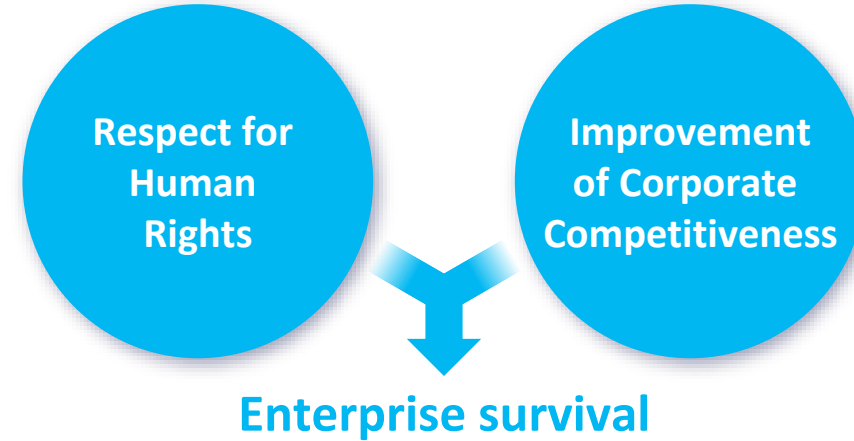 Respect for
Human
Rights
Improvement
of Corporate
Competitiveness
Enterprise survival